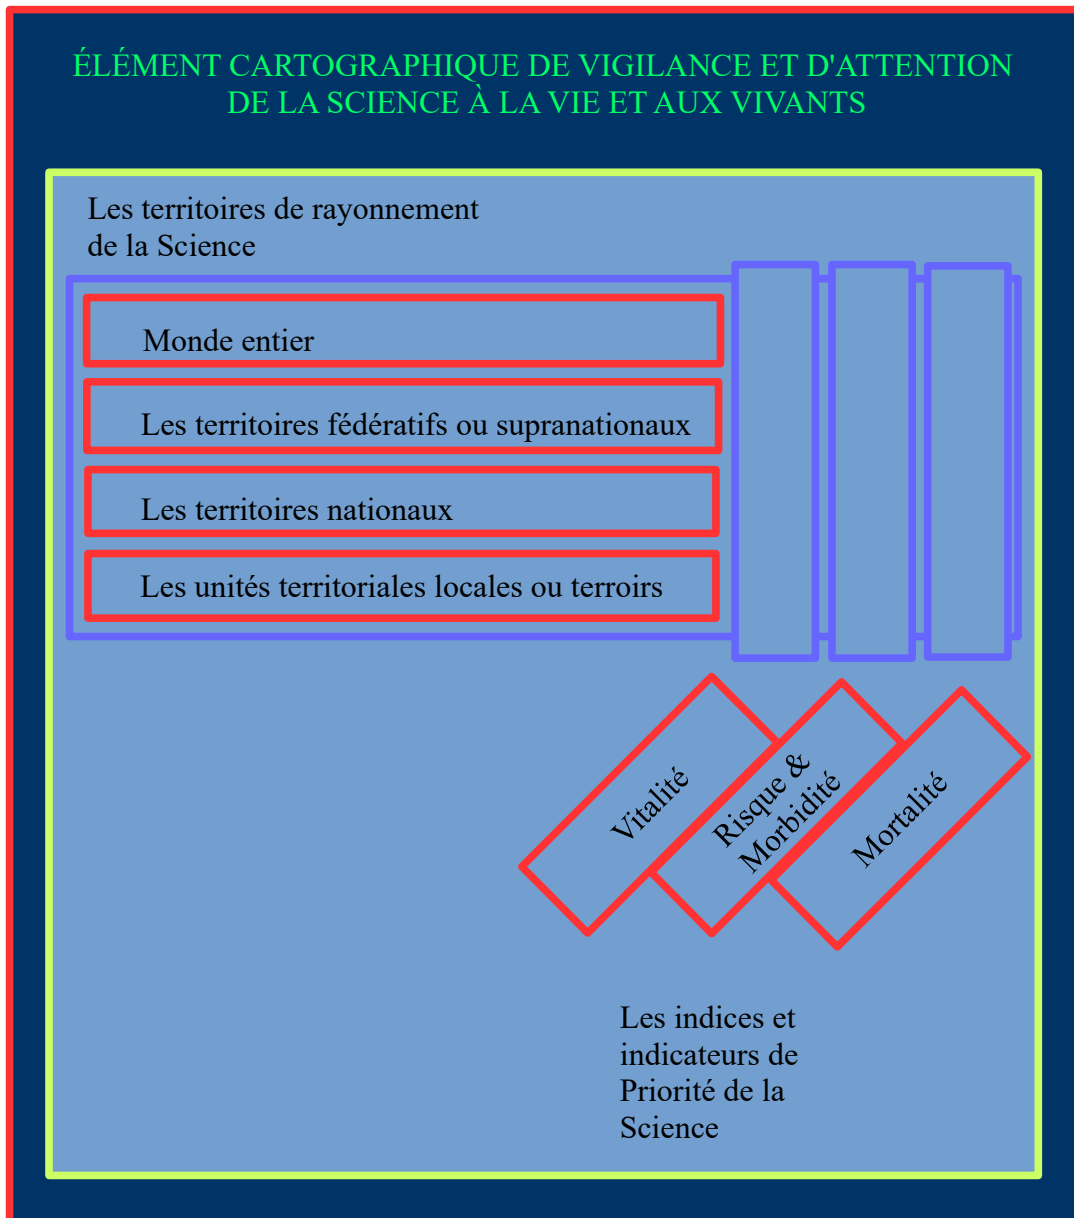 ÉLÉMENT CARTOGRAPHIQUE DE VIGILANCE ET D'ATTENTION
DE LA SCIENCE À LA VIE ET AUX VIVANTS
Les territoires de rayonnement
de la Science
Monde entier
Les territoires fédératifs ou supranationaux
Les territoires nationaux
Les unités territoriales locales ou terroirs
Vitalité
Risque &
Morbidité
Mortalité
Les indices et
indicateurs de
Priorité de la
Science